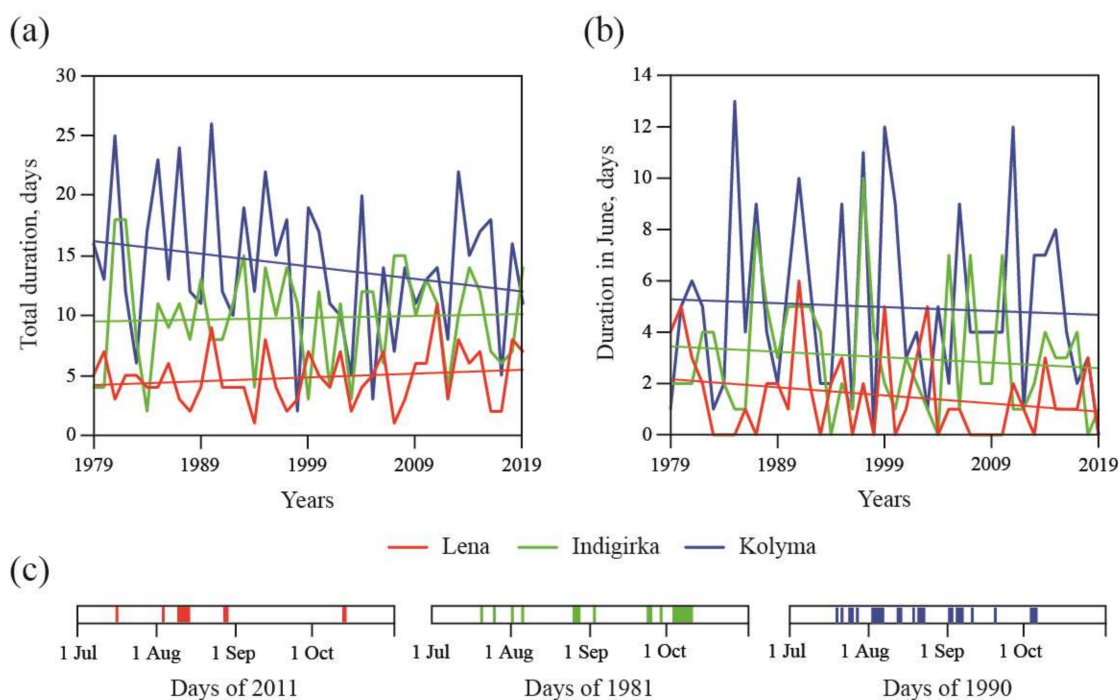 (a)
(b)
Total duration, days
30
25
20
15
10
5
0
1979
1989
1999
2009
2019
Years
Duration in June, days
14
12
10
8
6
4
2
0
1979
1989
1999
2009
2019
Years
Lena
Indigirka
Kolyma
(c)
1 Jul
1 Aug
1 Sep
1 Oct
Days of 2011
1 Jul
1 Aug
1 Sep
1 Oct
Days of 1981
1 Jul
1 Aug
1 Sep
1 Oct
Days of 1990